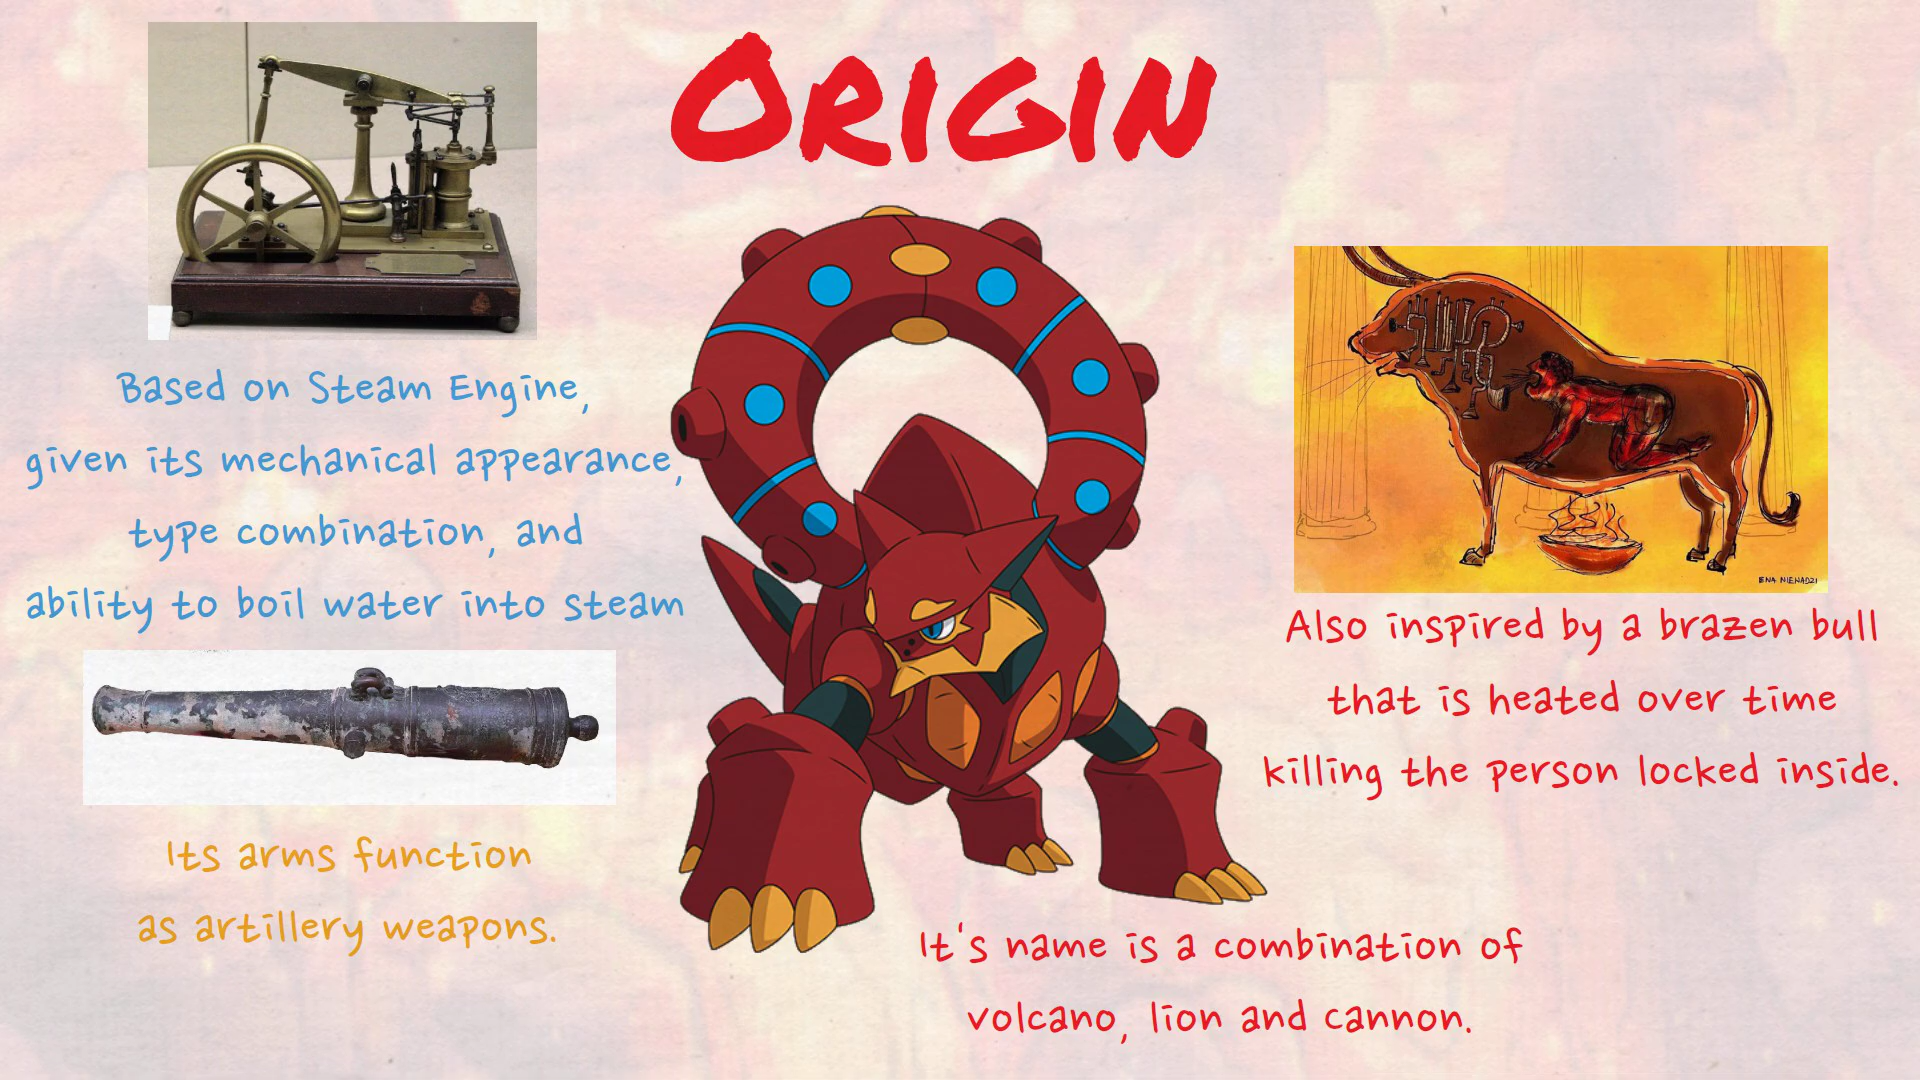 ORIGIN
Based on Steam Engine,
given its mechanical appearance,
type combination, and
ability to boil water into steam
Its arms function
as artillery weapons.
ENA NIENADZI
Also inspired by a brazen bull
that is heated over time
killing the person locked inside.
It's name is a combination of
volcano, lion and cannon.